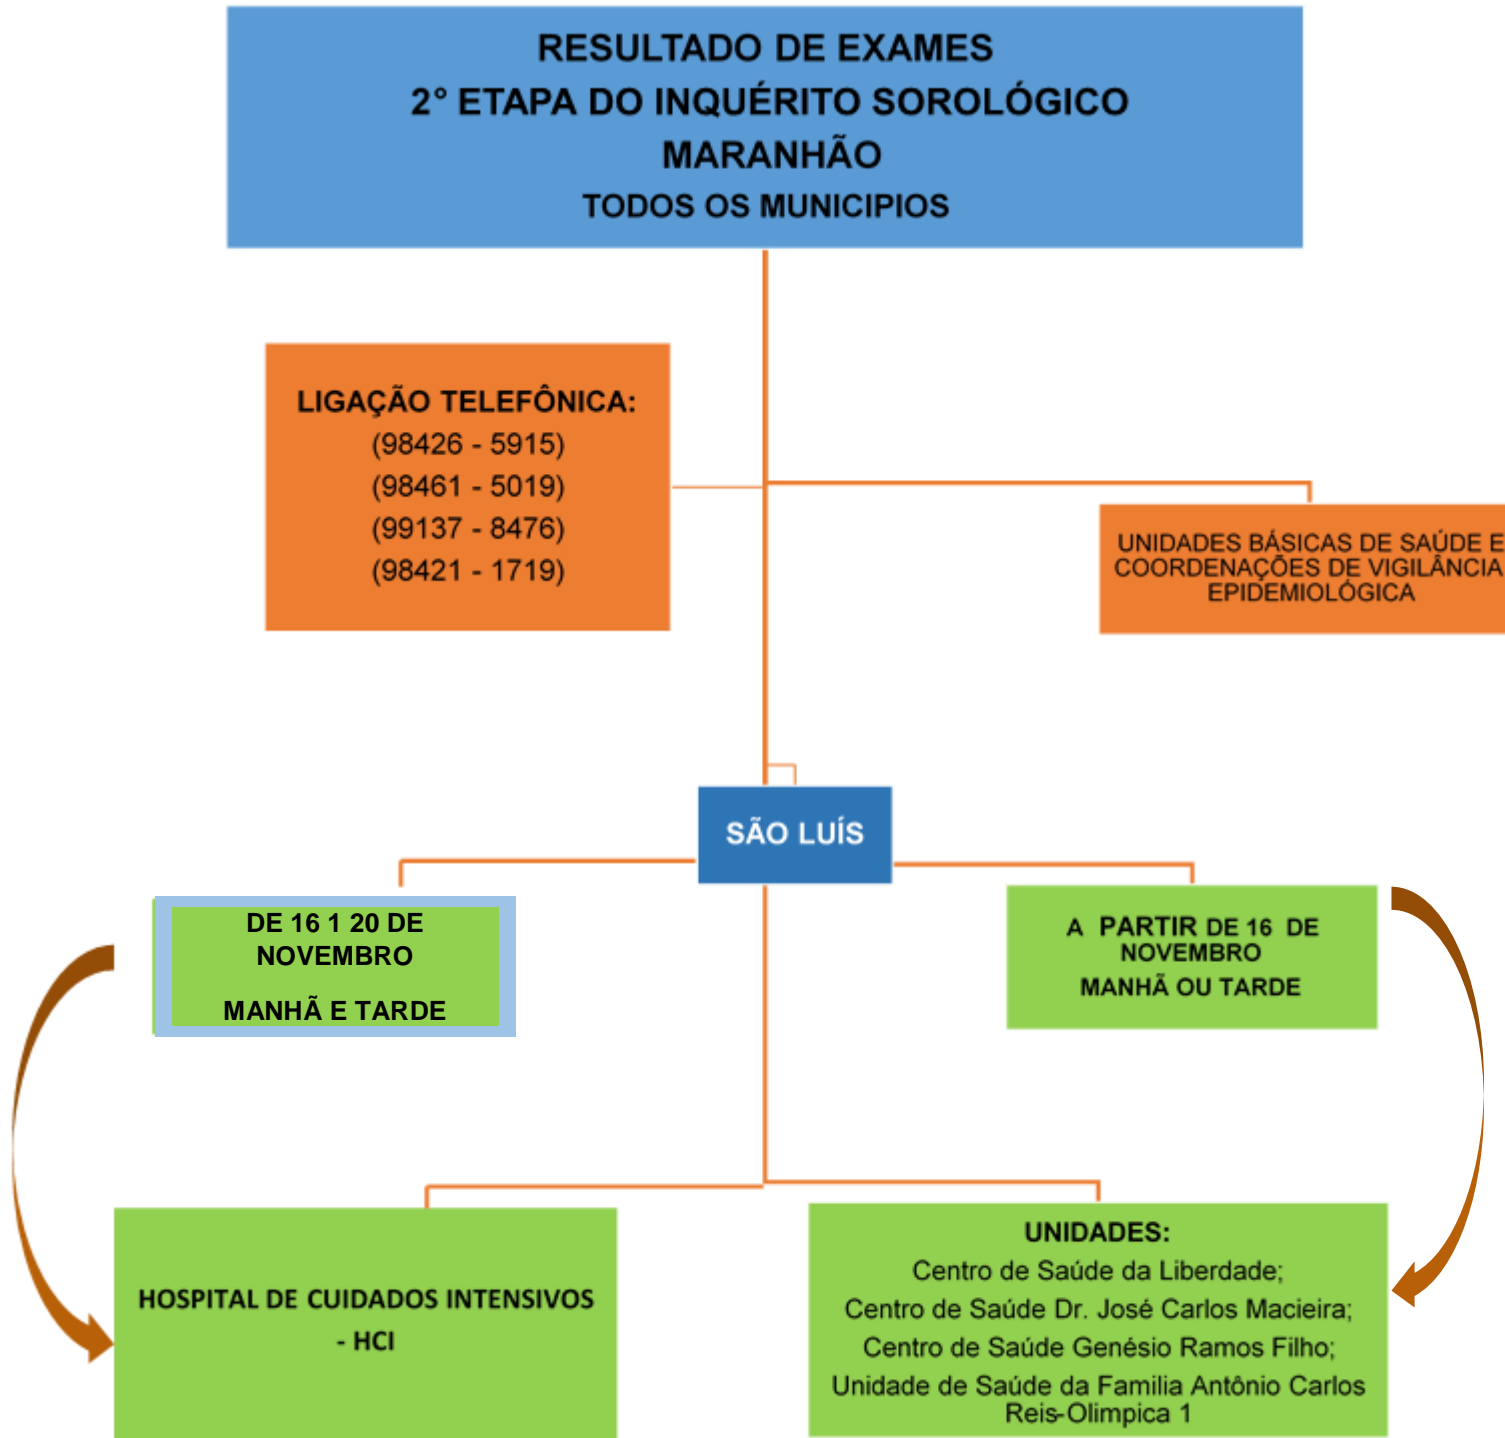 RESULTADO DE EXAMES
2° ETAPA DO INQUÉRITO SOROLÓGICO
MARANHÃO
TODOS OS MUNICIPIOS
LIGAÇÃO TELEFÔNICA:
(98426 - 5915)
(98461 - 5019)
(99137 - 8476)
(98421 - 1719)
UNIDADES BÁSICAS DE SAÚDE E
COORDENAÇÕES DE VIGILÂNCIA
EPIDEMIOLÓGICA
SÃO LUÍS
DE 16 1 20 DE
NOVEMBRO
MANHÃ E TARDE
A PARTIR DE 16 DE
NOVEMBRO
MANHÃ OU TARDE
HOSPITAL DE CUIDADOS INTENSIVOS
- HCI
UNIDADES:
Centro de Saúde da Liberdade;
Centro de Saúde Dr. José Carlos Macieira;
Centro de Saúde Genésio Ramos Filho;
Unidade de Saúde da Familia Antônio Carlos
Reis-Olimpica 1